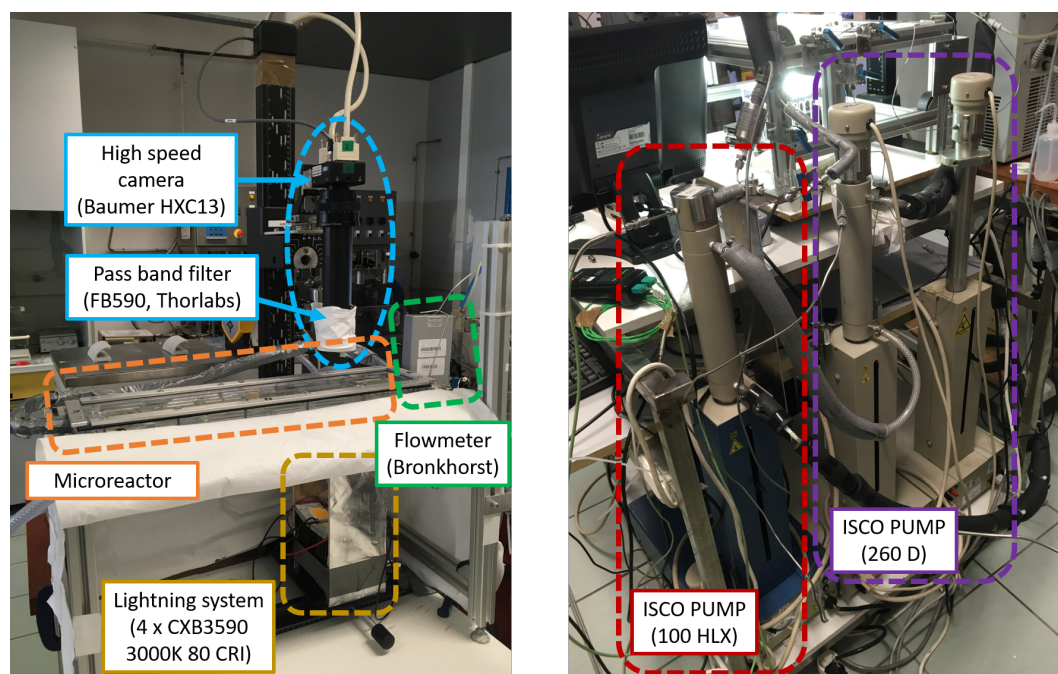 High speed
camera
(Baumer HXC13)
Pass band filter
(FB590, Thorlabs)
Flowmeter
(Bronkhorst)
Microreactor
Lightning system
(4 x CXB3590
3000K 80 CRI)
ISCO PUMP
(260 D)
ISCO PUMP
(100 HLX)